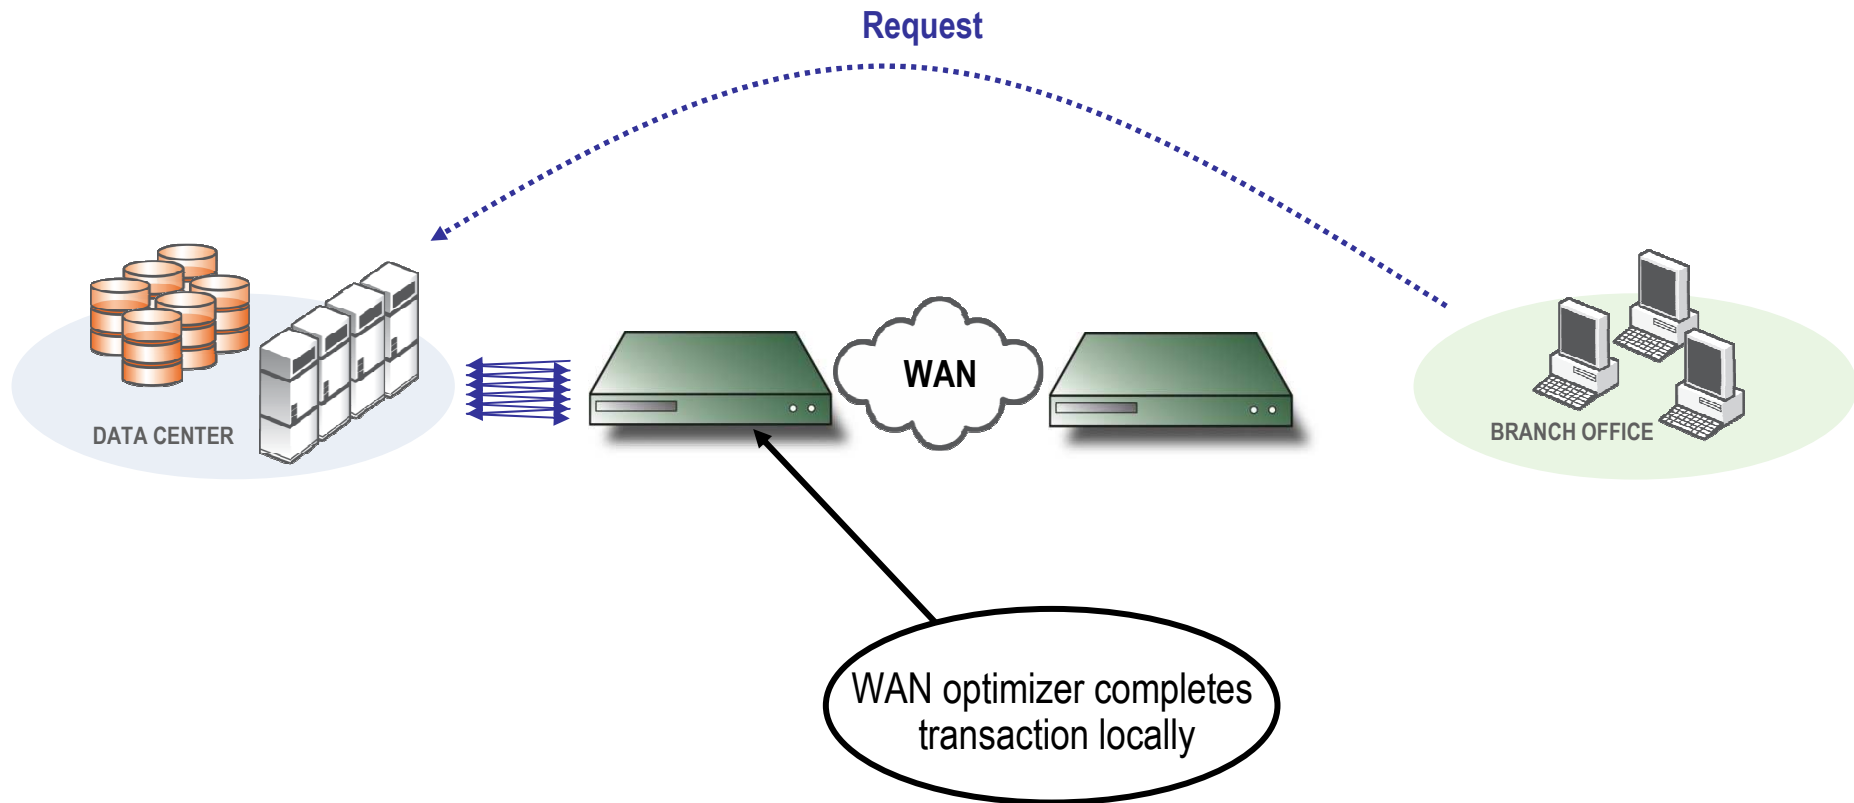 Request
WAN
DATA CENTER
BRANCH OFFICE
WAN optimizer completes
transaction locally